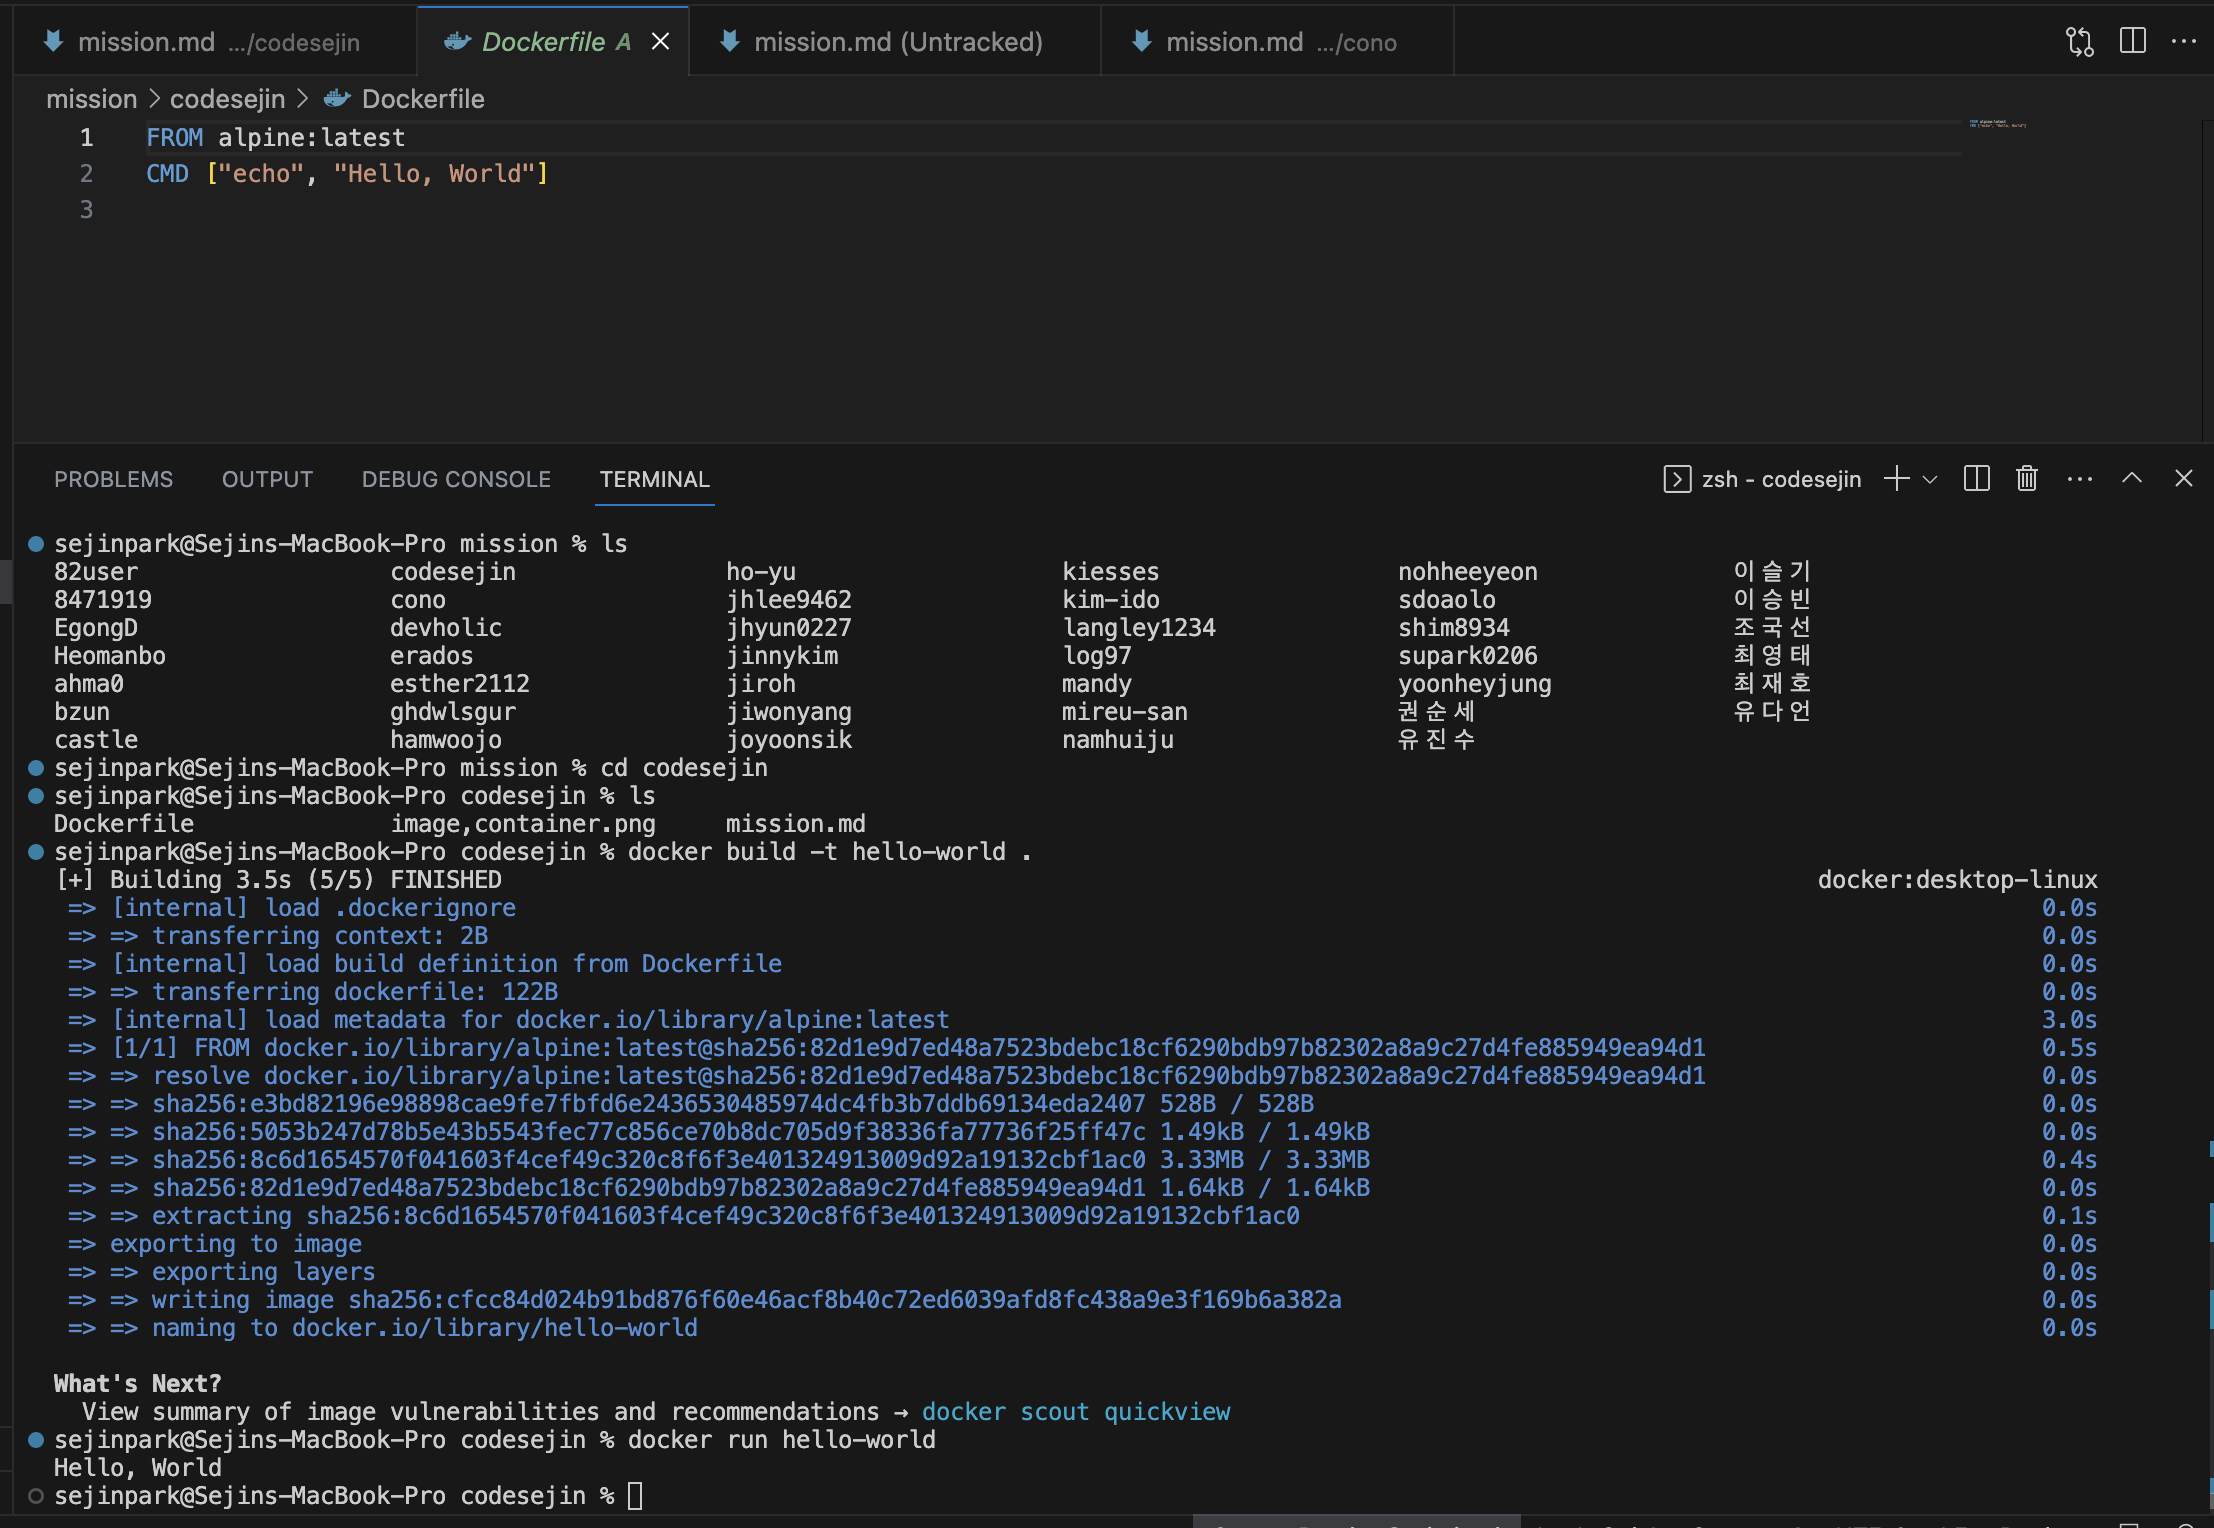 mission.md .../codesejin Dockerfile A mission.md (Untracked) mission.md .../cono
mission > codesejin > Dockerfile
1 FROM alpine:latest
2 CMD ["echo", "Hello, World"]
3
PROBLEMS OUTPUT DEBUG CONSOLE TERMINAL zsh - codesejin
sejinpark@Sejins-MacBook-Pro mission % ls
82user codesejin ho-yu kiesses nohheeyeon 이슬기
8471919 cono jhlee9462 kim-ido sdoaolo 이승빈
EgongD devholic jhyun0227 langley1234 shim8934 조국선
Heomanbo erados jinnykim log97 supark0206 최영태
ahma0 esther2112 jiroh mandy yoonheyjung 최재호
bzun ghdwlsgur jiwonyang mireu-san 권순세 유다언
castle hamwoojo joyoonsik namhuiju 유진수
sejinpark@Sejins-MacBook-Pro mission % cd codesejin
sejinpark@Sejins-MacBook-Pro codesejin % ls
Dockerfile image,container.png mission.md
sejinpark@Sejins-MacBook-Pro codesejin % docker build -t hello-world .
[+] Building 3.5s (5/5) FINISHED docker:desktop-linux
=> [internal] load .dockerignore 0.0s
=> => transferring context: 2B 0.0s
=> [internal] load build definition from Dockerfile 0.0s
=> => transferring dockerfile: 122B 0.0s
=> [internal] load metadata for docker.io/library/alpine:latest 3.0s
=> [1/1] FROM docker.io/library/alpine:latest@sha256:82d1e9d7ed48a7523bdebc18cf6290bdb97b82302a8a9c27d4fe885949ea94d1 0.5s
=> => resolve docker.io/library/alpine:latest@sha256:82d1e9d7ed48a7523bdebc18cf6290bdb97b82302a8a9c27d4fe885949ea94d1 0.0s
=> => sha256:e3bd82196e98898cae9fe7fbfd6e2436530485974dc4fb3b7ddb69134eda2407 528B / 528B 0.0s
=> => sha256:5053b247d78b5e43b5543fec77c856ce70b8dc705d9f38336fa77736f25ff47c 1.49kB / 1.49kB 0.0s
=> => sha256:8c6d1654570f041603f4cef49c320c8f6f3e401324913009d92a19132cbf1ac0 3.33MB / 3.33MB 0.4s
=> => sha256:82d1e9d7ed48a7523bdebc18cf6290bdb97b82302a8a9c27d4fe885949ea94d1 1.64kB / 1.64kB 0.0s
=> => extracting sha256:8c6d1654570f041603f4cef49c320c8f6f3e401324913009d92a19132cbf1ac0 0.1s
=> exporting to image 0.0s
=> => exporting layers 0.0s
=> => writing image sha256:cfcc84d024b91bd876f60e46acf8b40c72ed6039afd8fc438a9e3f169b6a382a 0.0s
=> => naming to docker.io/library/hello-world 0.0s
What's Next?
View summary of image vulnerabilities and recommendations → docker scout quickview
sejinpark@Sejins-MacBook-Pro codesejin % docker run hello-world
Hello, World
sejinpark@Sejins-MacBook-Pro codesejin %